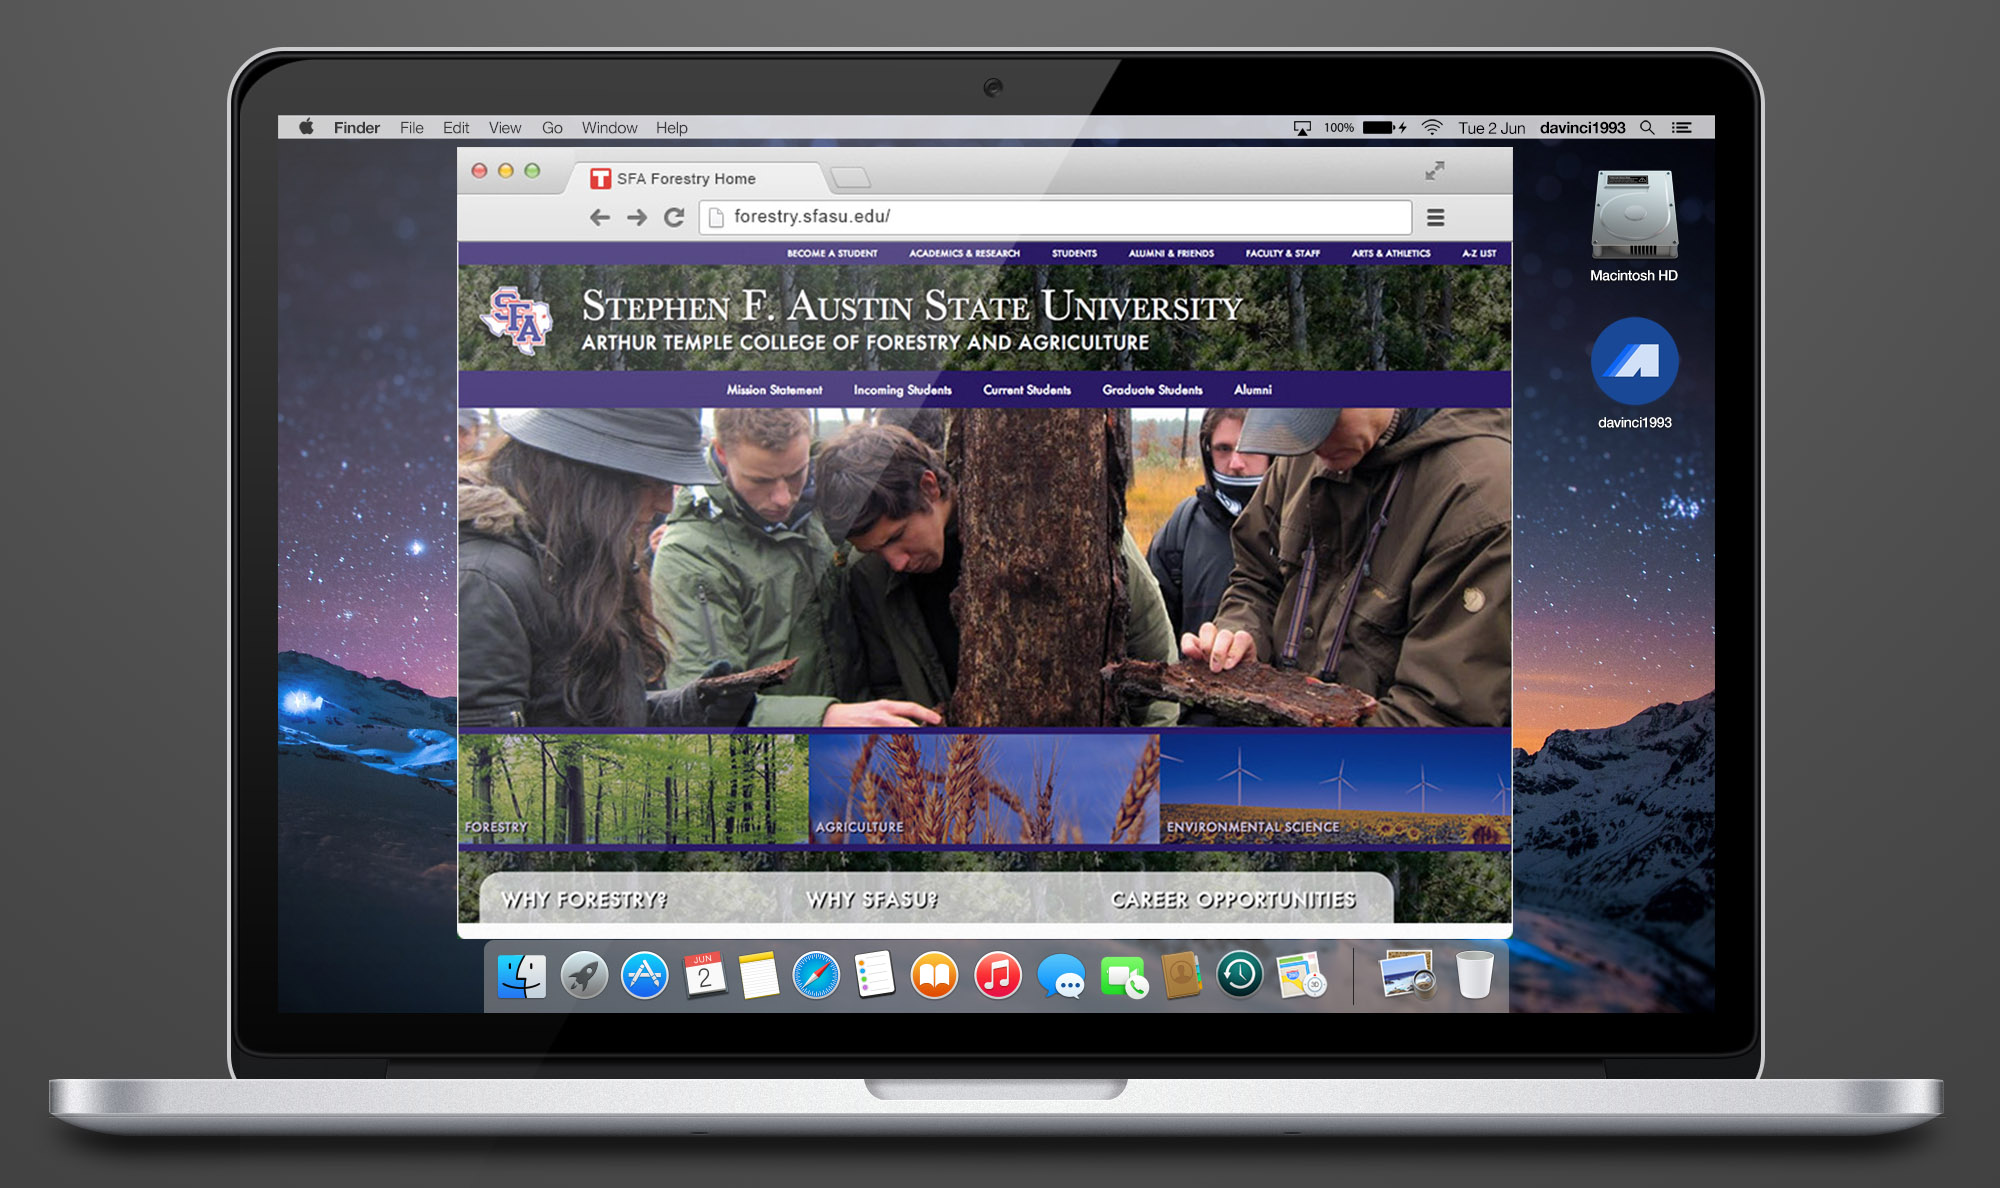 Finder File Edit View Go Window Help 100% Tue 2 Jun davinci1993
SFA Forestry Home
forestry.sfasu.edu/
BECOME A STUDENT ACADEMICS & RESEARCH STUDENTS ALUMNI & FRIENDS FACULTY & STAFF ARTS & ATHLETICS A-Z LIST
Macintosh HD
SFA
STEPHEN F. AUSTIN STATE UNIVERSITY
ARTHUR TEMPLE COLLEGE OF FORESTRY AND AGRICULTURE
Mission Statement Incoming Students Current Students Graduate Students Alumni
davinci1993
FORESTRY AGRICULTURE ENVIRONMENTAL SCIENCE
WHY FORESTRY? WHY SFASU? CAREER OPPORTUNITIES
JUN
2
3D